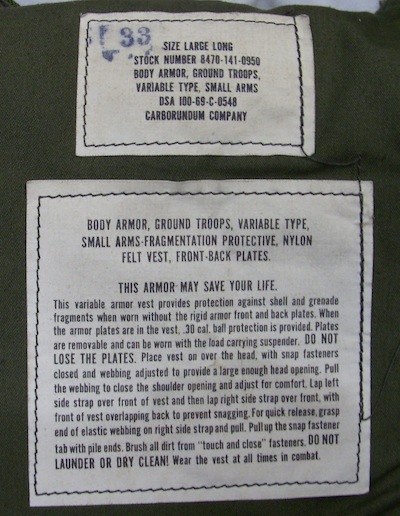 33
SIZE LARGE LONG
STOCK NUMBER 8470-141-0950
BODY ARMOR, GROUND TROOPS,
VARIABLE TYPE, SMALL ARMS
DSA 100-69-C-0548
CARBORUNDUM COMPANY
BODY ARMOR, GROUND TROOPS, VARIABLE TYPE,
SMALL ARMS-FRAGMENTATION PROTECTIVE, NYLON
FELT VEST, FRONT-BACK PLATES.
THIS ARMOR MAY SAVE YOUR LIFE.
This variable armor vest provides protection against shell and grenade
fragments when worn without the rigid armor front and back plates. When
the armor plates are in the vest, .30 cal. ball protection is provided. Plates
are removable and can be worn with the load carrying suspender. DO NOT
LOSE THE PLATES. Place vest on over the head, with snap fasteners
closed and webbing adjusted to provide a large enough head opening. Pull
the webbing to close the shoulder opening and adjust for comfort. Lap left
side strap over front of vest and then lap right side strap over left, with
front of vest overlapping back to prevent snagging. For quick release, grasp
end of elastic webbing on right side strap and pull. Pull up the snap fastener
tab with pile ends. Brush all dirt from "touch and close" fasteners. DO NOT
LAUNDER OR DRY CLEAN! Wear the vest at all times in combat.